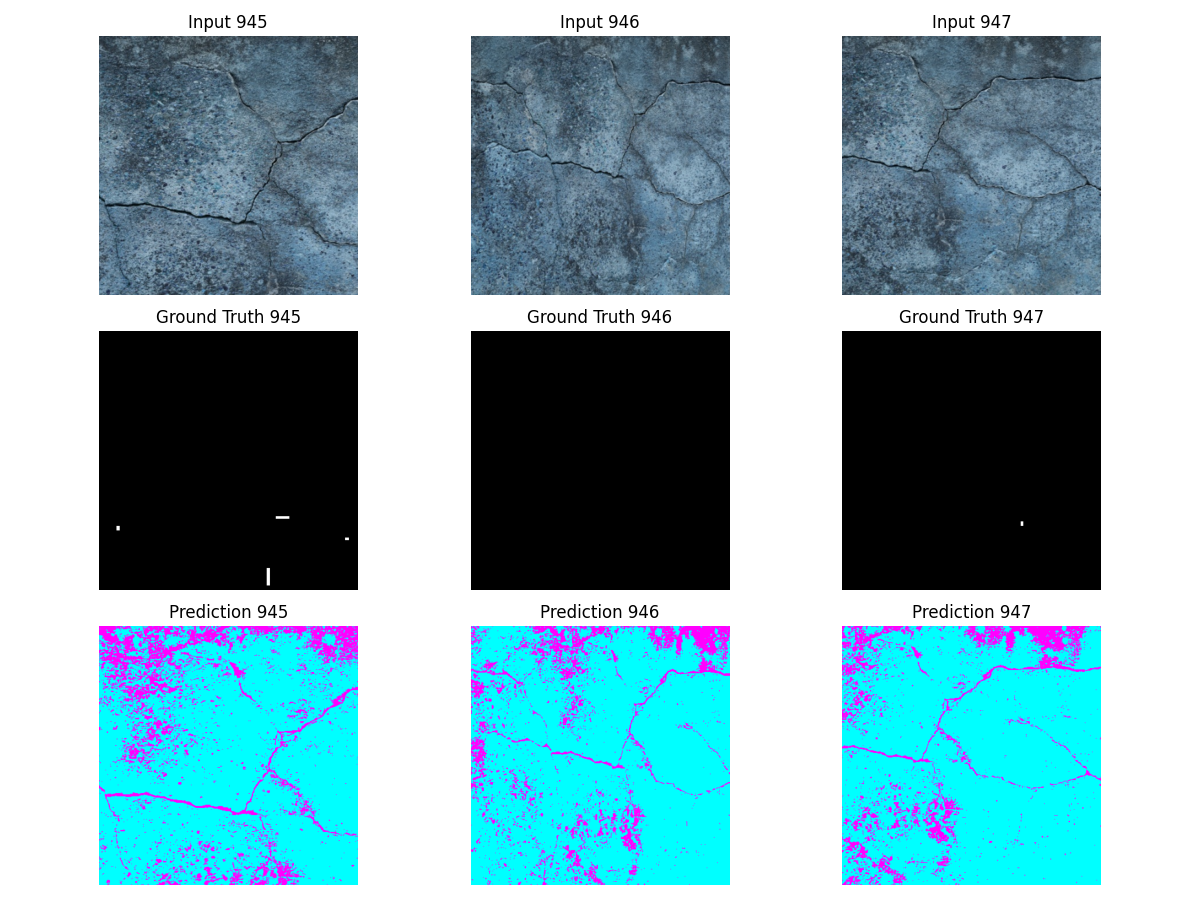 Input 945
Input 946
Input 947
Ground Truth 945
Ground Truth 946
Ground Truth 947
Prediction 945
Prediction 946
Prediction 947